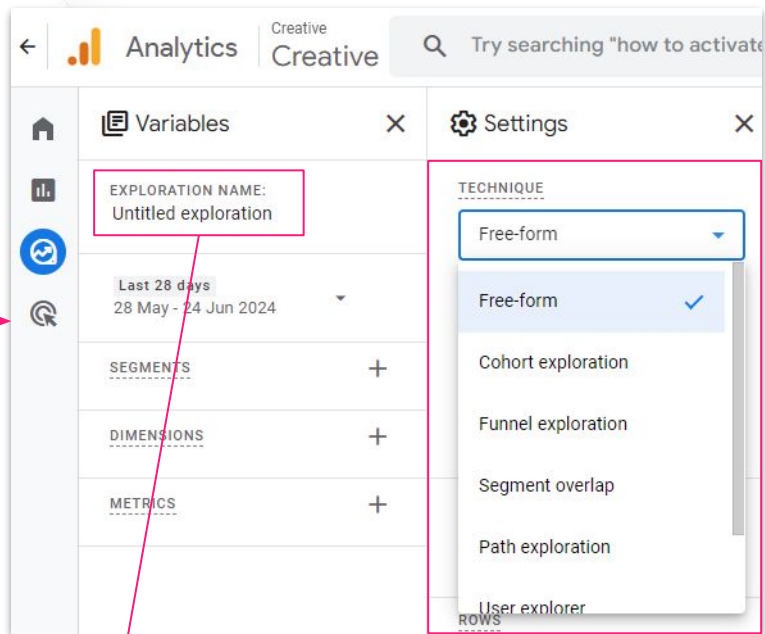 Analytics
Creative
Creative
Try searching "how to activate
Variables
Settings
EXPLORATION NAME:
Untitled exploration
Last 28 days
28 May - 24 Jun 2024
SEGMENTS
DIMENSIONS
METRICS
TECHNIQUE
Free-form
Free-form
Cohort exploration
Funnel exploration
Segment overlap
Path exploration
User explorer
ROWS